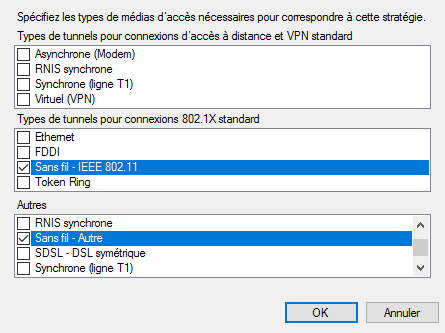 Spécifiez les types de médias d'accès nécessaires pour correspondre à cette stratégie.
Types de tunnels pour connexions d'accès à distance et VPN standard
Asynchrone (Modem)
RNIS synchrone
Synchrone (ligne T1)
Virtuel (VPN)
Types de tunnels pour connexions 802.1X standard
Ethernet
FDDI
Sans fil - IEEE 802.11
Token Ring
Autres
RNIS synchrone
Sans fil - Autre
SDSL - DSL symétrique
Synchrone (ligne T1)
OK
Annuler